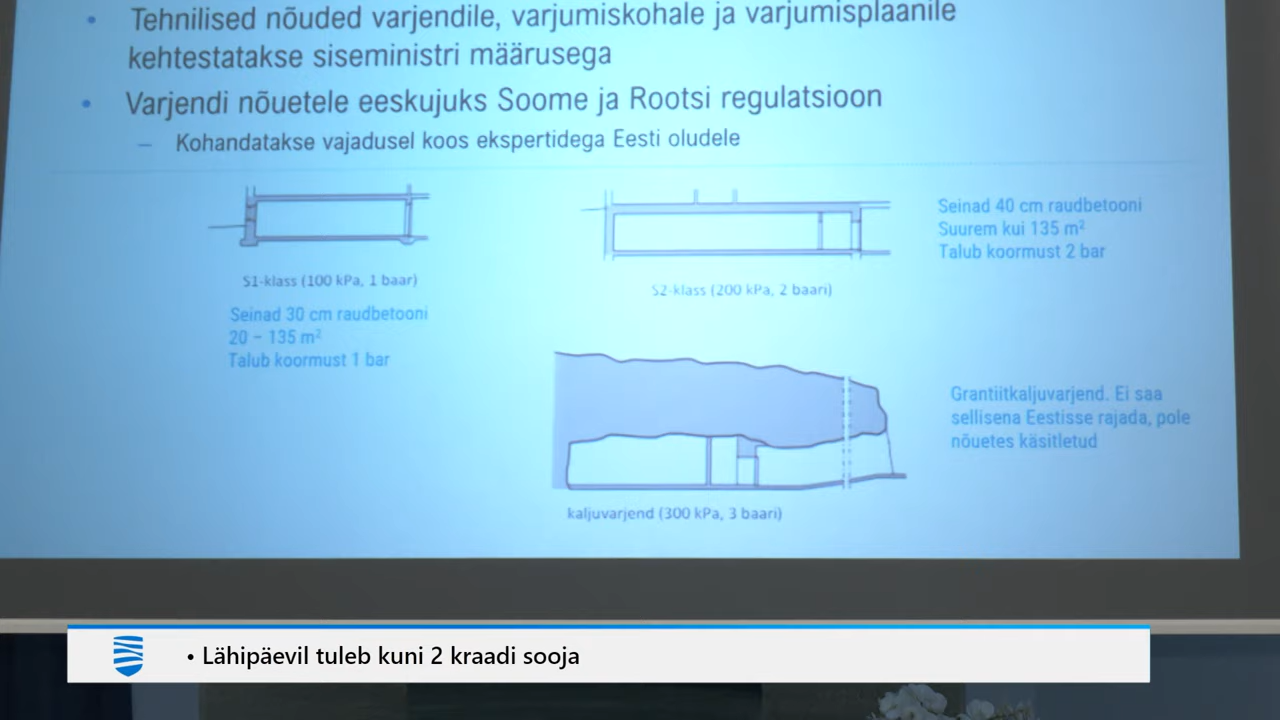 • Tehnilised nõuded varjendile, varjumiskohale ja varjumisplaanile
kehtestatakse siseministri määrusega
• Varjendi nõuetele eeskujuks Soome ja Rootsi regulatsioon
– Kohandatakse vajadusel koos ekspertidega Eesti oludele
S1-klass (100 kPa, 1 baar)
Seinad 30 cm raudbetooni
20 – 135 m²
Talub koormust 1 bar
S2-klass (200 kPa, 2 baari)
Seinad 40 cm raudbetooni
Suurem kui 135 m²
Talub koormust 2 bar
kaljuvarjend (300 kPa, 3 baari)
Grantiitkaljuvarjend. Ei saa
sellisena Eestisse rajada, pole
nõuetes käsitletud
• Lähipäevil tuleb kuni 2 kraadi sooja